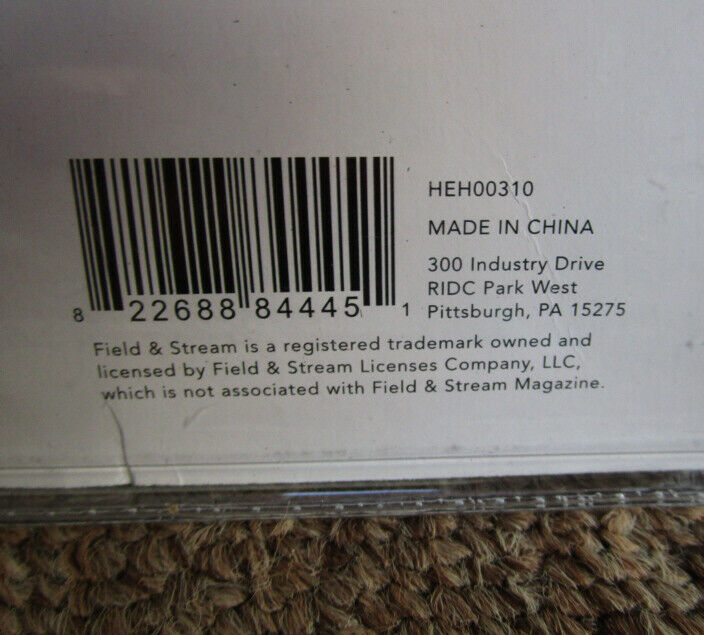 8 22688 84445 1
HEH00310
MADE IN CHINA
300 Industry Drive
RIDC Park West
Pittsburgh, PA 15275
Field & Stream is a registered trademark owned and
licensed by Field & Stream Licenses Company, LLC,
which is not associated with Field & Stream Magazine.